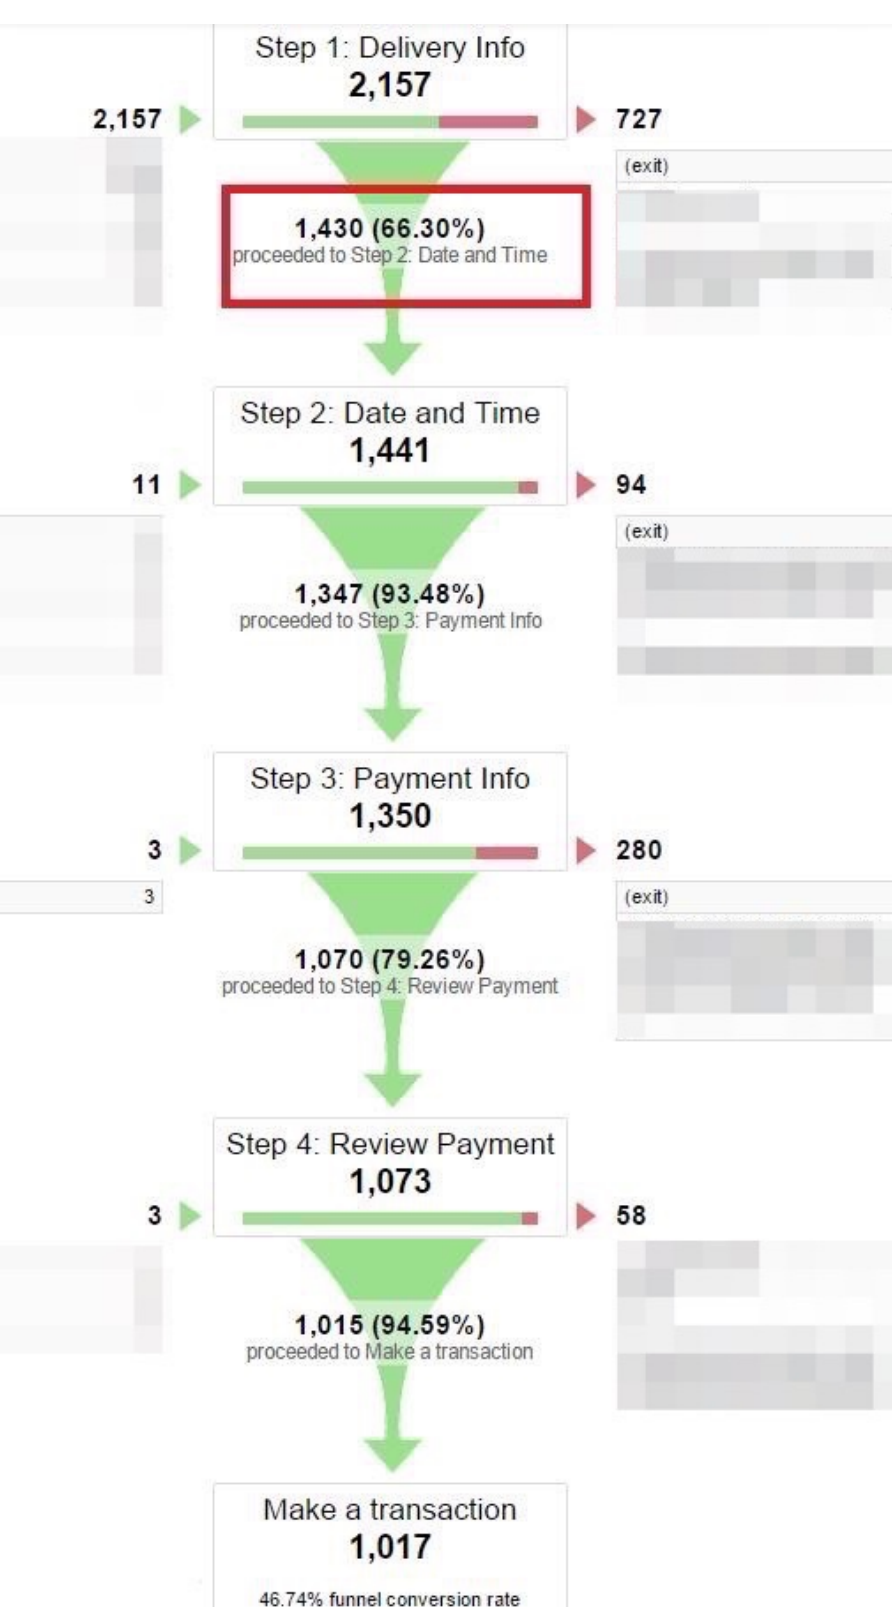 Step 1: Delivery Info
2,157
2,157
727
(exit)
1,430 (66.30%)
proceeded to Step 2: Date and Time
Step 2: Date and Time
1,441
11
94
(exit)
1,347 (93.48%)
proceeded to Step 3: Payment Info
Step 3: Payment Info
1,350
3
280
3
(exit)
1,070 (79.26%)
proceeded to Step 4: Review Payment
Step 4: Review Payment
1,073
3
58
1,015 (94.59%)
proceeded to Make a transaction
Make a transaction
1,017
46.74% funnel conversion rate